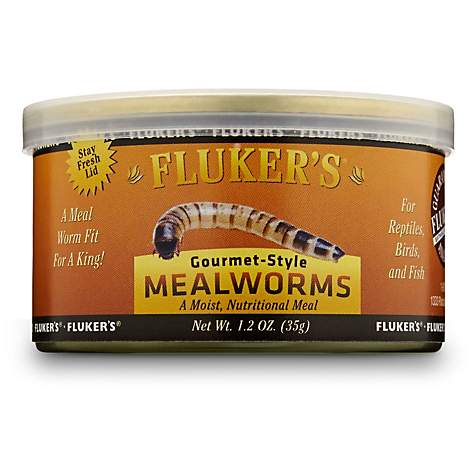 FLUKER'S FLUKER'S FLUKER'S
Stay
Fresh
Lid
FLUKER'S®
A Meal
Worm Fit
For A King!
For
Reptiles,
Birds,
and Fish
Gourmet-Style
MEALWORMS
A Moist, Nutritional Meal
Net Wt. 1.2 OZ. (35g)
FLUKER'S® · FLUKER'S®
FLUKER'S® · FLUKER'S